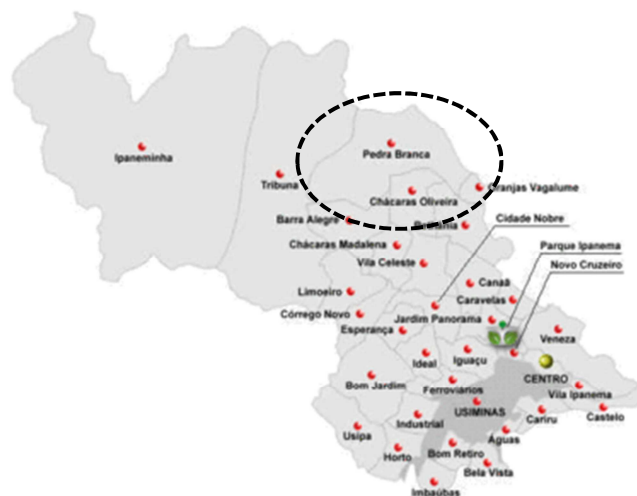 Pedra Branca
Ipaneminha
Tribuna
Granjas Vagalume
Chácaras Oliveira
Barra Alegre
Cidade Nobre
Chácaras Madalena
Parque Ipanema
Vila Celeste
Novo Cruzeiro
Canaã
Limoeiro
Caravelas
Córrego Novo
Jardim Panorama
Esperança
Veneza
Ideal
Iguaçu
CENTRO
Bom Jardim
Ferroviários
Vila Ipanema
USIMINAS
Castelo
Industrial
Cariru
Usipa
Águas
Horto
Bom Retiro
Bela Vista
Imbaúbas